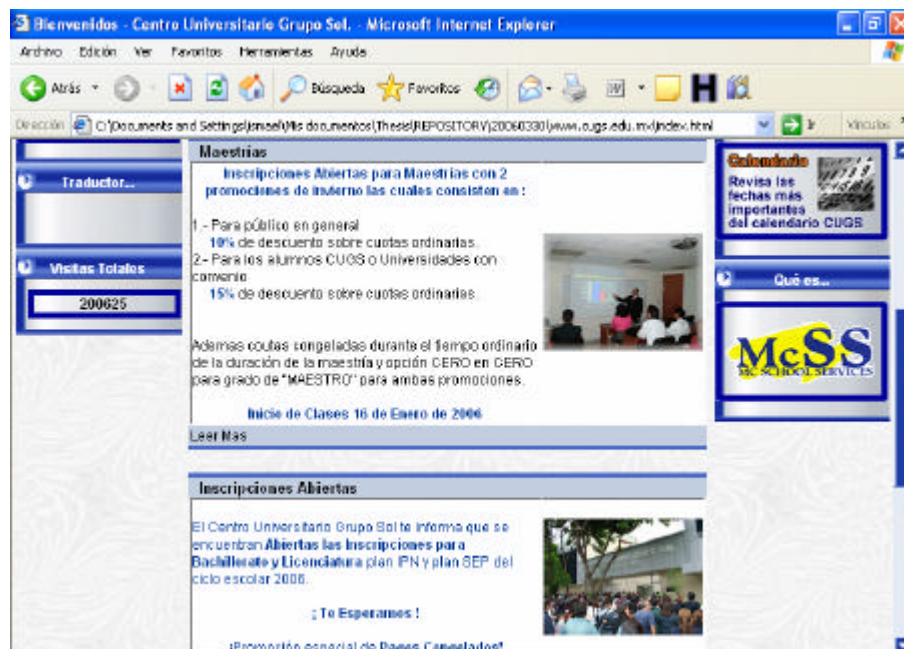 Bienvenidos - Centro Universitario Grupo Sol. - Microsoft Internet Explorer
Archivo Edición Ver Favoritos Herramientas Ayuda
Atrás Búsqueda Favoritos
Dirección C:\Documents and Settings\ismael\Mis documentos\Thesis\REPOSITORY\20060330\www.cugs.edu.mx\index.html Ir Vínculos
Traductor...
Visitas Totales
200625
Maestrias
Inscripciones Abiertas para Maestrias con 2
promociones de invierno las cuales consisten en :
1.- Para público en general
10% de descuento sobre cuotas ordinarias.
2.- Para los alumnos CUGS o Universidades con
convenio
15% de descuento sobre cuotas ordinarias.
Ademas coutas congeladas durante el tiempo ordinario
de la duración de la maestría y opción CERO en CERO
para grado de "MAESTRO" para ambas promociones.
Inicio de Clases 16 de Enero de 2006
Leer Mas
Inscripciones Abiertas
El Centro Universitario Grupo Sol te informa que se
encuentran Abiertas las Inscripciones para
Bachillerato y Licenciatura plan IPN y plan SEP del
ciclo escolar 2006.
¡ Te Esperamos !
¡Promoción especial de Pagos Congelados!
Calendario
Revisa las
fechas más
importantes
del calendario CUGS
Qué es...
McSS
MC SCHOOL SERVICES